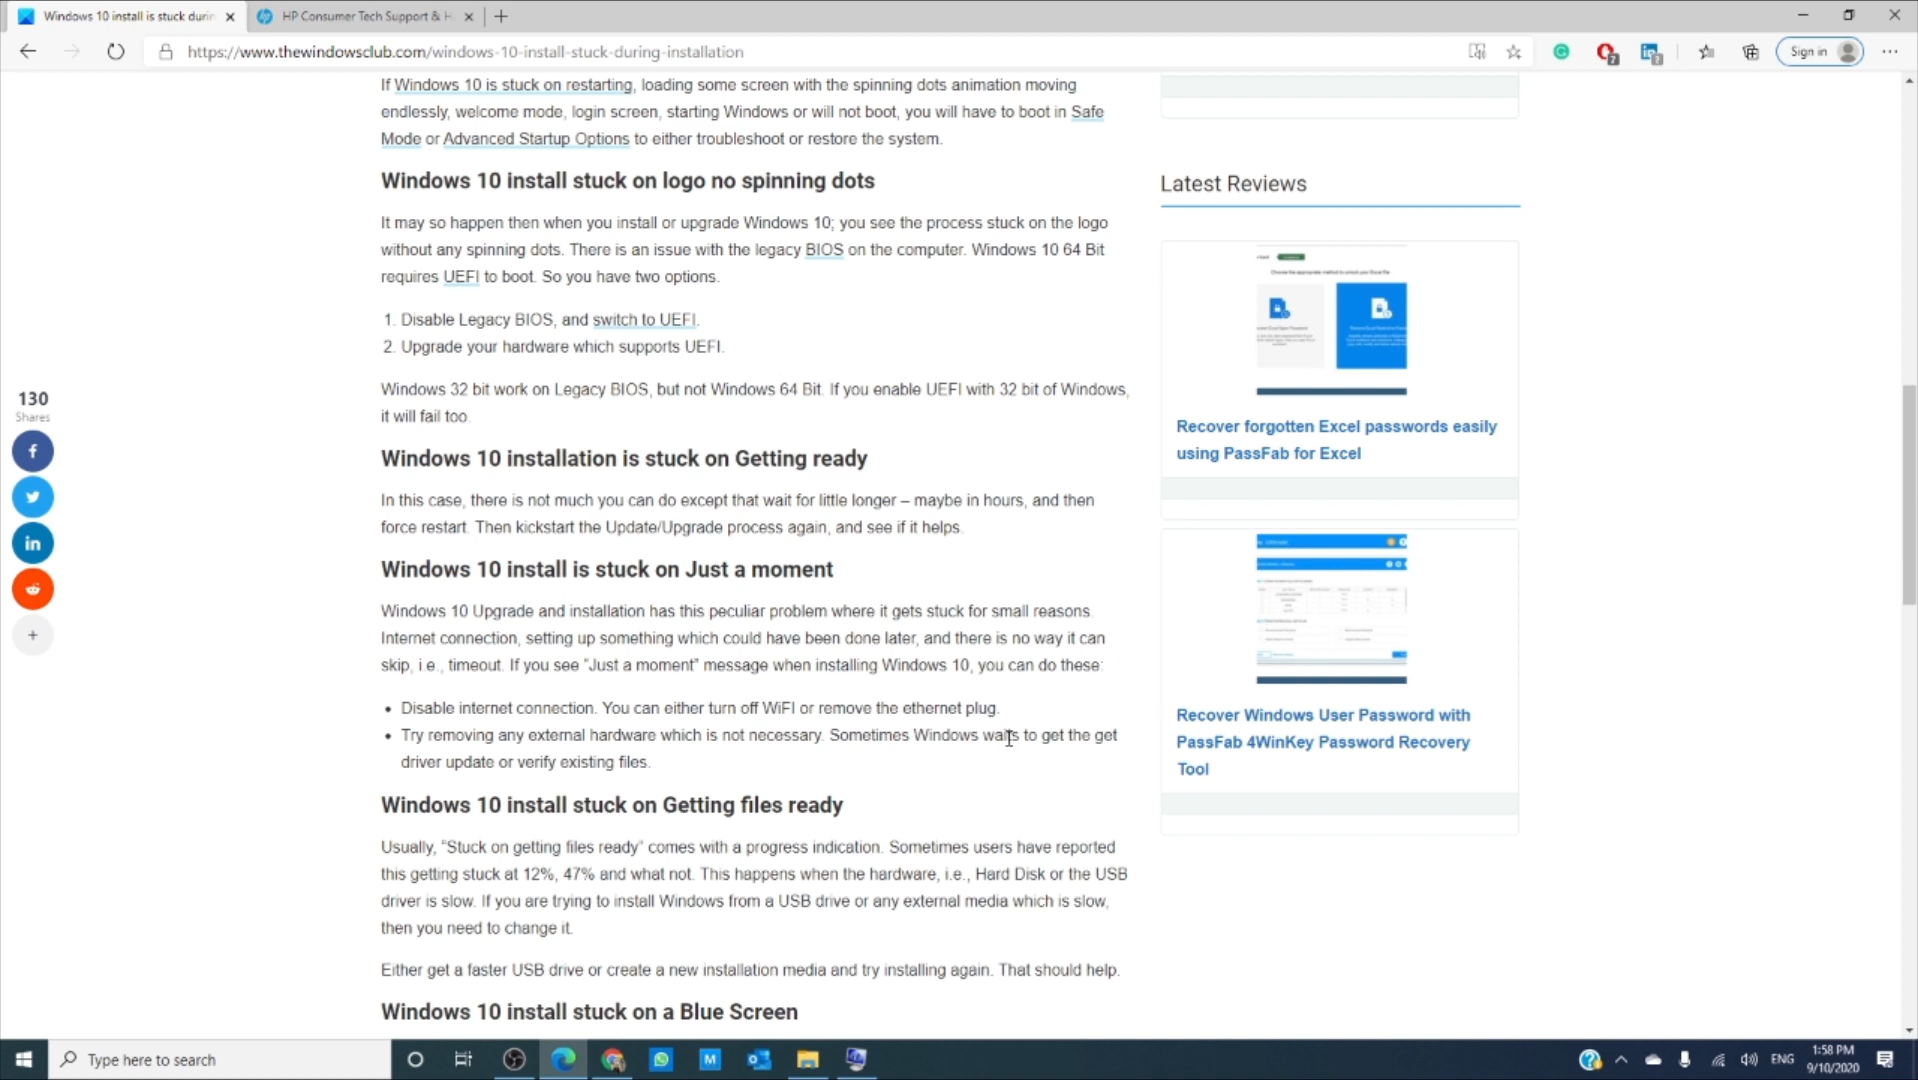 Windows 10 install is stuck durin
HP Consumer Tech Support & H
https://www.thewindowsclub.com/windows-10-install-stuck-during-installation
7
7
Sign in
If Windows 10 is stuck on restarting, loading some screen with the spinning dots animation moving
endlessly, welcome mode, login screen, starting Windows or will not boot, you will have to boot in Safe
Mode or Advanced Startup Options to either troubleshoot or restore the system.
Windows 10 install stuck on logo no spinning dots
It may so happen then when you install or upgrade Windows 10; you see the process stuck on the logo
without any spinning dots. There is an issue with the legacy BIOS on the computer. Windows 10 64 Bit
requires UEFI to boot. So you have two options.
1. Disable Legacy BIOS, and switch to UEFI.
2. Upgrade your hardware which supports UEFI.
Windows 32 bit work on Legacy BIOS, but not Windows 64 Bit. If you enable UEFI with 32 bit of Windows,
it will fail too.
Windows 10 installation is stuck on Getting ready
In this case, there is not much you can do except that wait for little longer – maybe in hours, and then
force restart. Then kickstart the Update/Upgrade process again, and see if it helps.
Windows 10 install is stuck on Just a moment
Windows 10 Upgrade and installation has this peculiar problem where it gets stuck for small reasons.
Internet connection, setting up something which could have been done later, and there is no way it can
skip, i.e., timeout. If you see “Just a moment” message when installing Windows 10, you can do these:
• Disable internet connection. You can either turn off WiFI or remove the ethernet plug.
• Try removing any external hardware which is not necessary. Sometimes Windows waits to get the get
driver update or verify existing files.
Windows 10 install stuck on Getting files ready
Usually, “Stuck on getting files ready” comes with a progress indication. Sometimes users have reported
this getting stuck at 12%, 47% and what not. This happens when the hardware, i.e., Hard Disk or the USB
driver is slow. If you are trying to install Windows from a USB drive or any external media which is slow,
then you need to change it.
Either get a faster USB drive or create a new installation media and try installing again. That should help.
Windows 10 install stuck on a Blue Screen
130
Shares
Latest Reviews
Recover forgotten Excel passwords easily
using PassFab for Excel
Recover Windows User Password with
PassFab 4WinKey Password Recovery
Tool
Type here to search
ENG
1:58 PM
9/10/2020